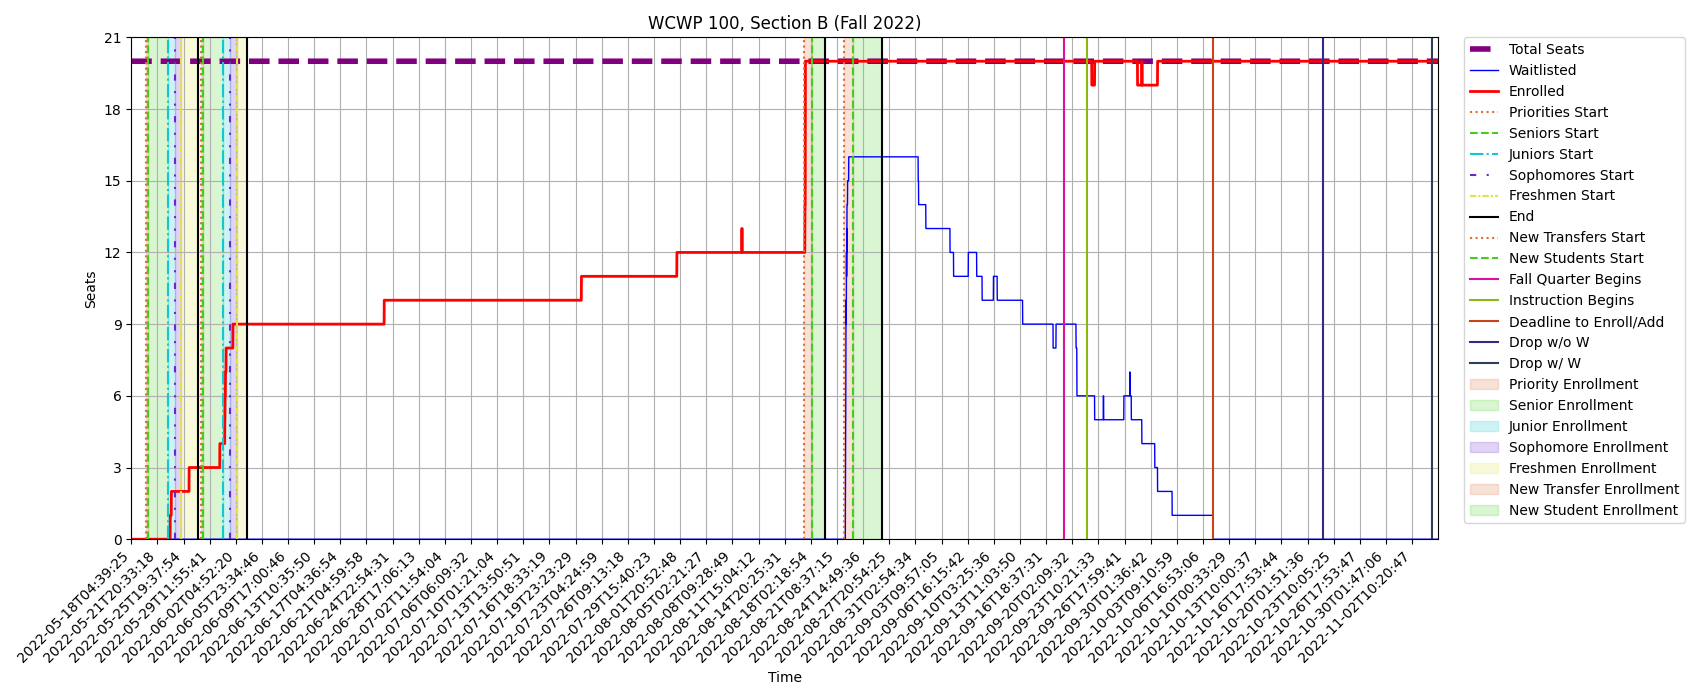 WCWP 100, Section B (Fall 2022)
Seats
21
18
15
12
9
6
3
0
2022-05-18T04:39:25
2022-05-21T20:33:18
2022-05-25T19:37:54
2022-05-29T11:55:41
2022-06-02T04:52:20
2022-06-05T23:34:46
2022-06-09T17:00:46
2022-06-13T10:35:50
2022-06-17T04:36:54
2022-06-21T04:59:58
2022-06-24T22:54:31
2022-06-28T17:06:13
2022-07-02T11:54:04
2022-07-06T06:09:32
2022-07-10T01:21:04
2022-07-13T13:50:51
2022-07-16T18:33:19
2022-07-19T23:23:29
2022-07-23T04:24:59
2022-07-26T09:13:18
2022-07-29T15:40:23
2022-08-01T20:52:48
2022-08-05T02:21:27
2022-08-08T09:28:49
2022-08-11T15:04:12
2022-08-14T20:25:31
2022-08-18T02:18:54
2022-08-21T08:37:15
2022-08-24T14:49:36
2022-08-27T20:54:25
2022-08-31T02:54:34
2022-09-03T09:57:05
2022-09-06T16:15:42
2022-09-10T03:25:36
2022-09-13T11:03:50
2022-09-16T18:37:31
2022-09-20T02:09:32
2022-09-23T10:21:33
2022-09-26T17:59:41
2022-09-30T01:36:42
2022-10-03T09:10:59
2022-10-06T16:53:06
2022-10-10T00:33:29
2022-10-13T10:00:37
2022-10-16T17:53:44
2022-10-20T01:51:36
2022-10-23T10:05:25
2022-10-26T17:53:47
2022-10-30T01:47:06
2022-11-02T10:20:47
Time
Total Seats
Waitlisted
Enrolled
Priorities Start
Seniors Start
Juniors Start
Sophomores Start
Freshmen Start
End
New Transfers Start
New Students Start
Fall Quarter Begins
Instruction Begins
Deadline to Enroll/Add
Drop w/o W
Drop w/ W
Priority Enrollment
Senior Enrollment
Junior Enrollment
Sophomore Enrollment
Freshmen Enrollment
New Transfer Enrollment
New Student Enrollment